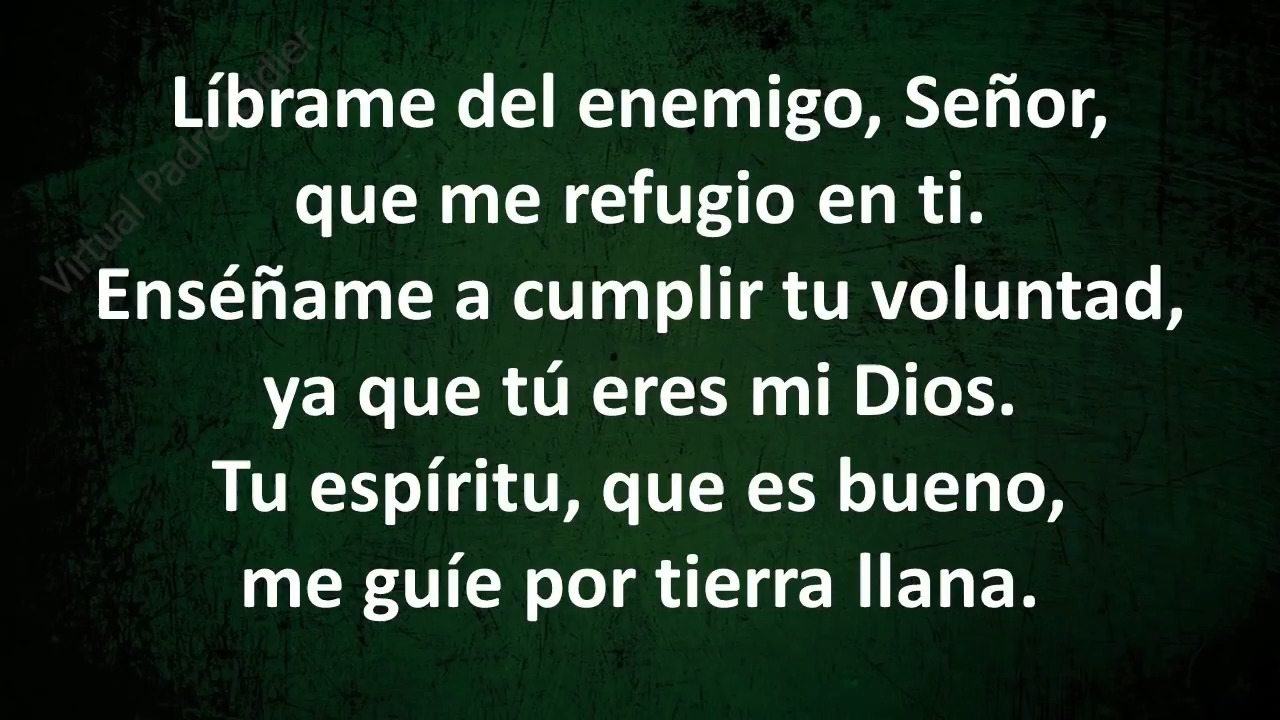 Líbrame del enemigo, Señor,
que me refugio en ti.
Enséñame a cumplir tu voluntad,
ya que tú eres mi Dios.
Tu espíritu, que es bueno,
me guíe por tierra llana.
Virtual Padre